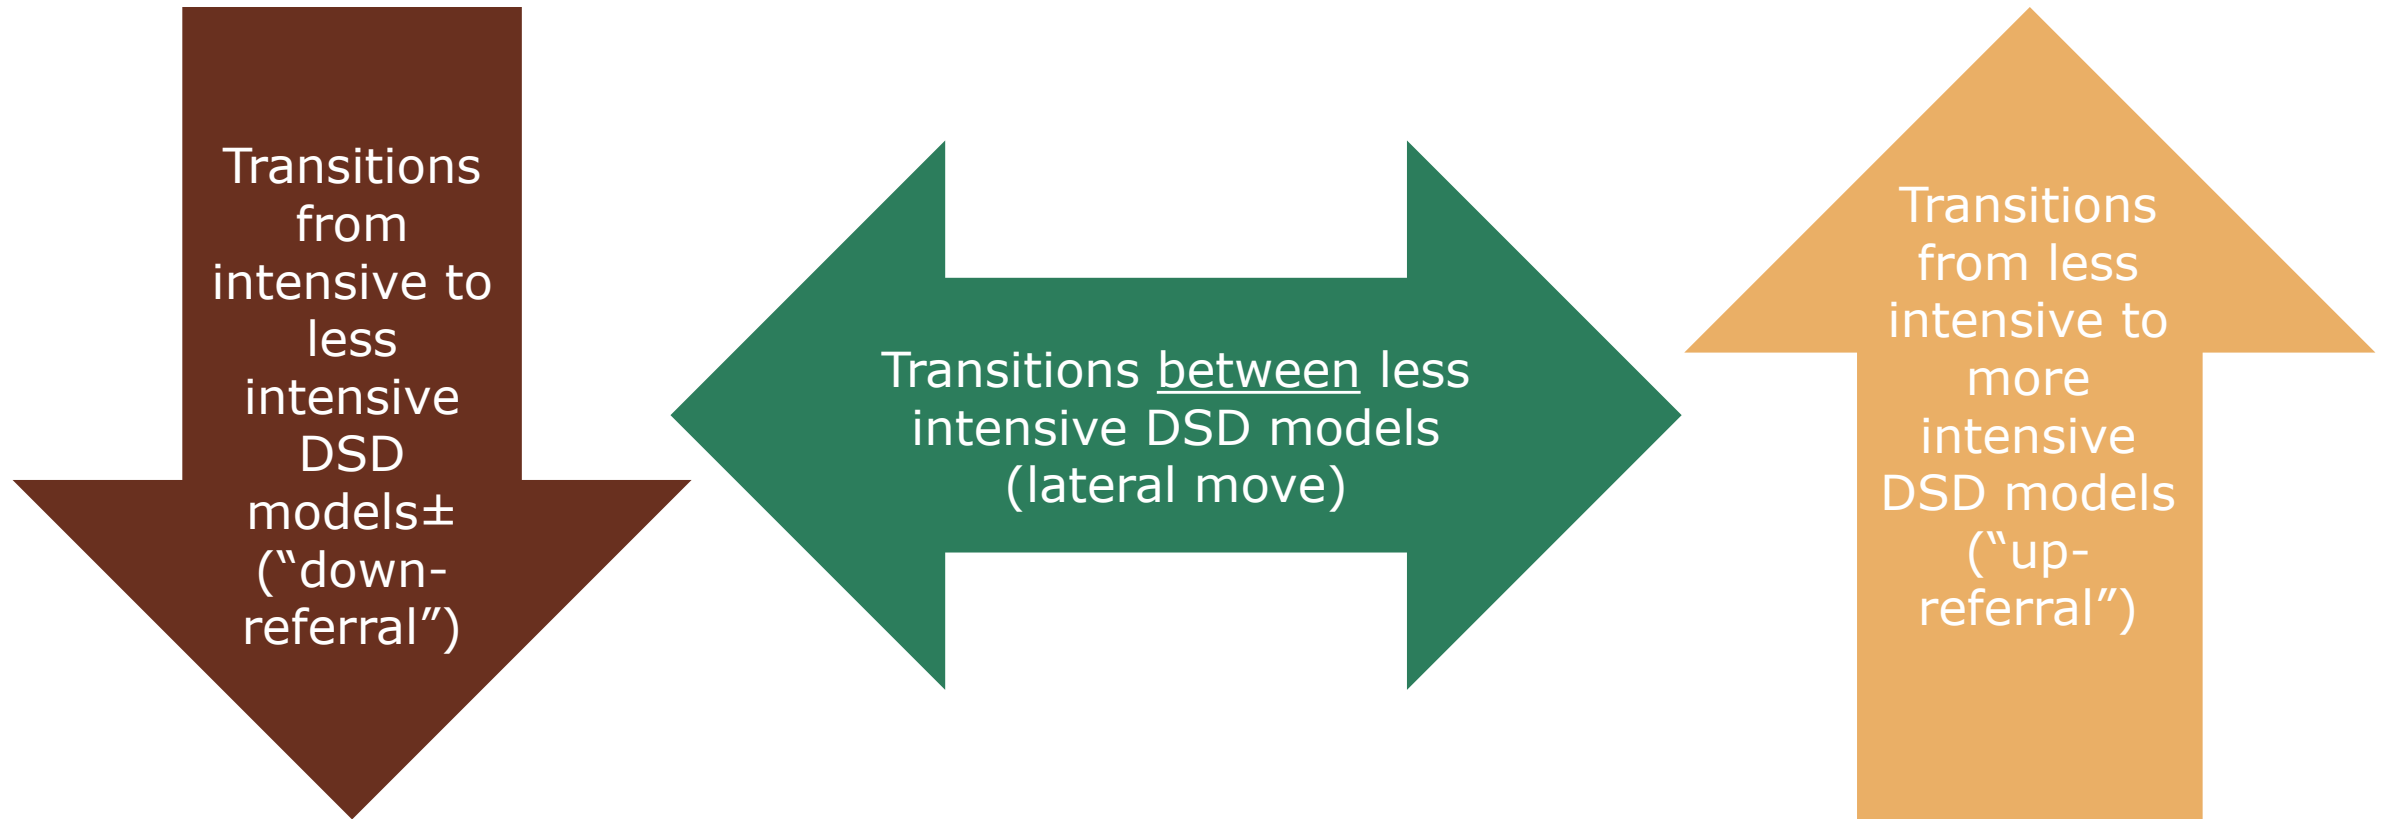 Transitions
from
intensive to
less
intensive
DSD
models±
(“down-
referral”)
Transitions between less
intensive DSD models
(lateral move)
Transitions
from less
intensive to
more
intensive
DSD models
(“up-
referral”)